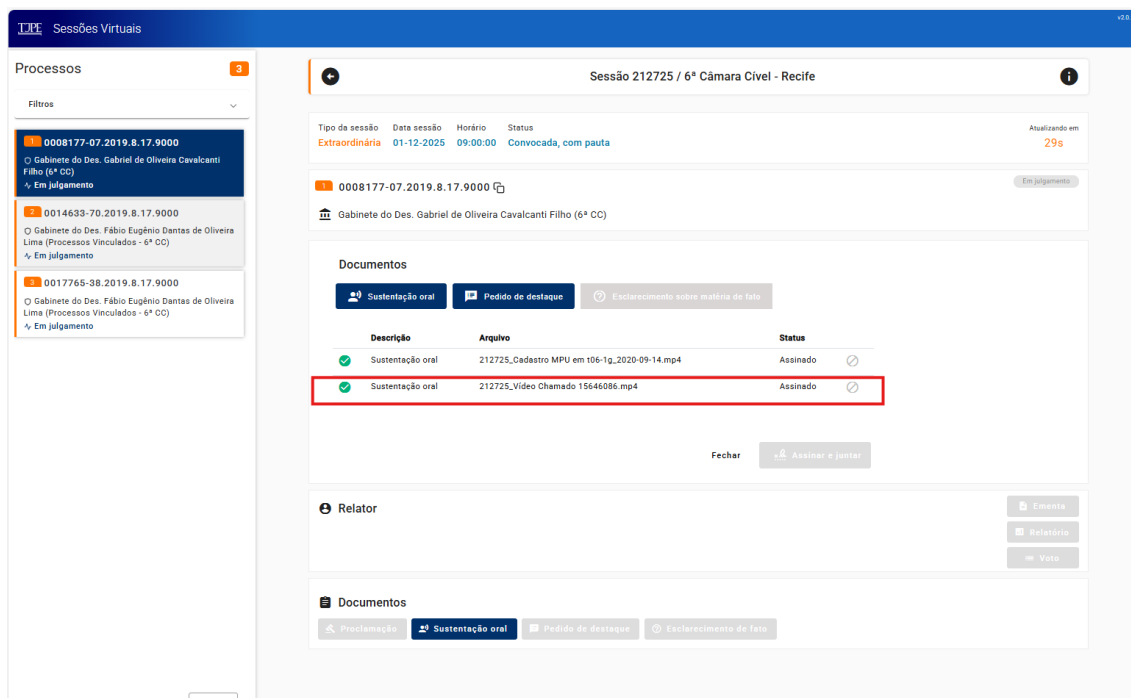 TJPE Sessões Virtuais
v2.0.
Processos 3
Filtros
1 0008177-07.2019.8.17.9000
Gabinete do Des. Gabriel de Oliveira Cavalcanti
Filho (6ª CC)
Em julgamento
2 0014633-70.2019.8.17.9000
Gabinete do Des. Fábio Eugênio Dantas de Oliveira
Lima (Processos Vinculados - 6ª CC)
Em julgamento
3 0017765-38.2019.8.17.9000
Gabinete do Des. Fábio Eugênio Dantas de Oliveira
Lima (Processos Vinculados - 6ª CC)
Em julgamento
Sessão 212725 / 6ª Câmara Cível - Recife
Tipo da sessão Data sessão Horário Status Atualizando em
Extraordinária 01-12-2025 09:00:00 Convocada, com pauta 29s
1 0008177-07.2019.8.17.9000 Em julgamento
Gabinete do Des. Gabriel de Oliveira Cavalcanti Filho (6ª CC)
Documentos
Sustentação oral Pedido de destaque Esclarecimento sobre matéria de fato
Descrição Arquivo Status
Sustentação oral 212725_Cadastro MPU em t06-1g_2020-09-14.mp4 Assinado
Sustentação oral 212725_Vídeo Chamado 15646086.mp4 Assinado
Fechar Assinar e juntar
Relator
Ementa
Relatório
Voto
Documentos
Proclamação Sustentação oral Pedido de destaque Esclarecimento de fato